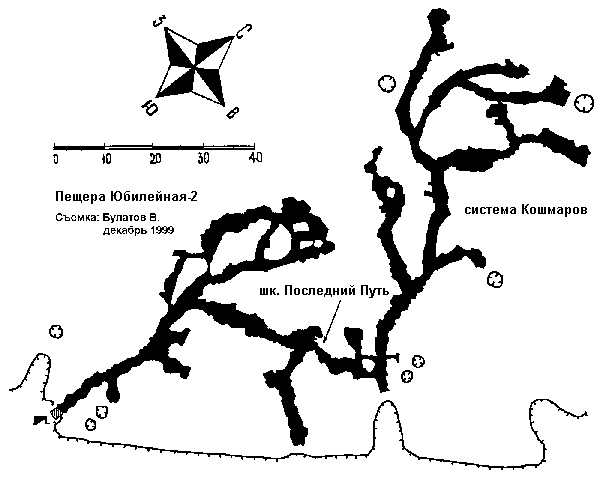 З
С
Ю
В
0 10 20 30 40
Пещера Юбилейная-2
Съемка: Булатов В.
декабрь 1999
система Кошмаров
шк. Последний Путь